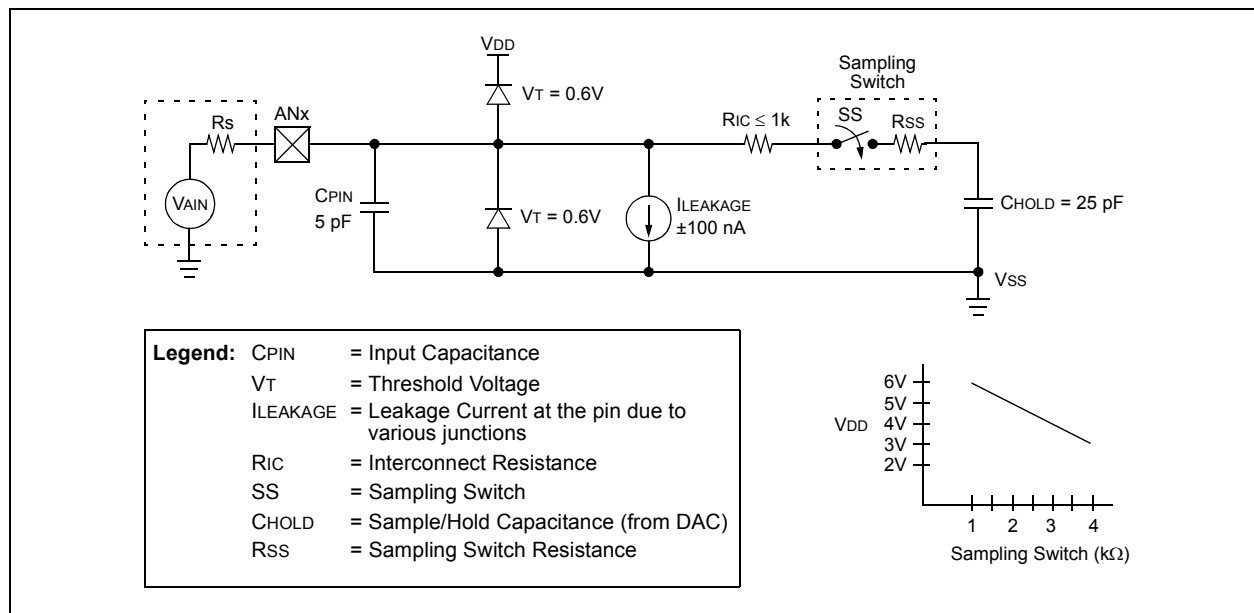 VDD
Sampling
Switch
VT = 0.6V
ANx
Rs
RIC ≤ 1k
SS
RSS
VAIN
CPIN
5 pF
VT = 0.6V
ILEAKAGE
±100 nA
CHOLD = 25 pF
VSS
Legend: CPIN = Input Capacitance
VT = Threshold Voltage
ILEAKAGE = Leakage Current at the pin due to
various junctions
RIC = Interconnect Resistance
SS = Sampling Switch
CHOLD = Sample/Hold Capacitance (from DAC)
RSS = Sampling Switch Resistance
6V
5V
VDD 4V
3V
2V
1 2 3 4
Sampling Switch (kΩ)